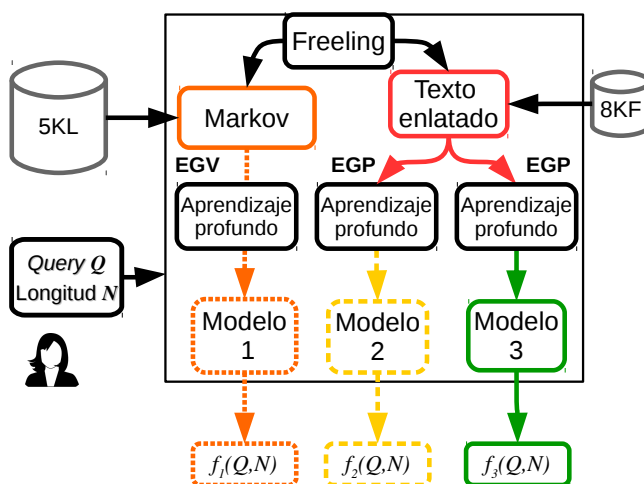 Freeling
5KL
Markov
Texto
enlatado
8KF
EGV
EGP
EGP
Aprendizaje
profundo
Aprendizaje
profundo
Aprendizaje
profundo
Query Q
Longitud N
Modelo
1
Modelo
2
Modelo
3
f₁(Q,N)
f₂(Q,N)
f₃(Q,N)